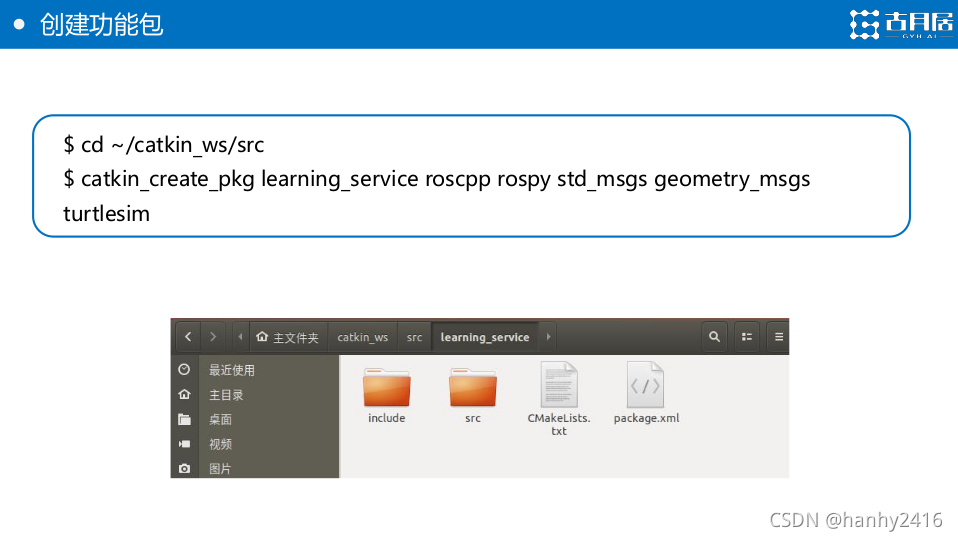 创建功能包
古月居
GYH AI
$ cd ~/catkin_ws/src
$ catkin_create_pkg learning_service roscpp rospy std_msgs geometry_msgs
turtlesim
主文件夹 catkin_ws src learning_service
最近使用
主目录
桌面
视频
图片
include src CMakeLists.txt package.xml
CSDN @hanhy2416